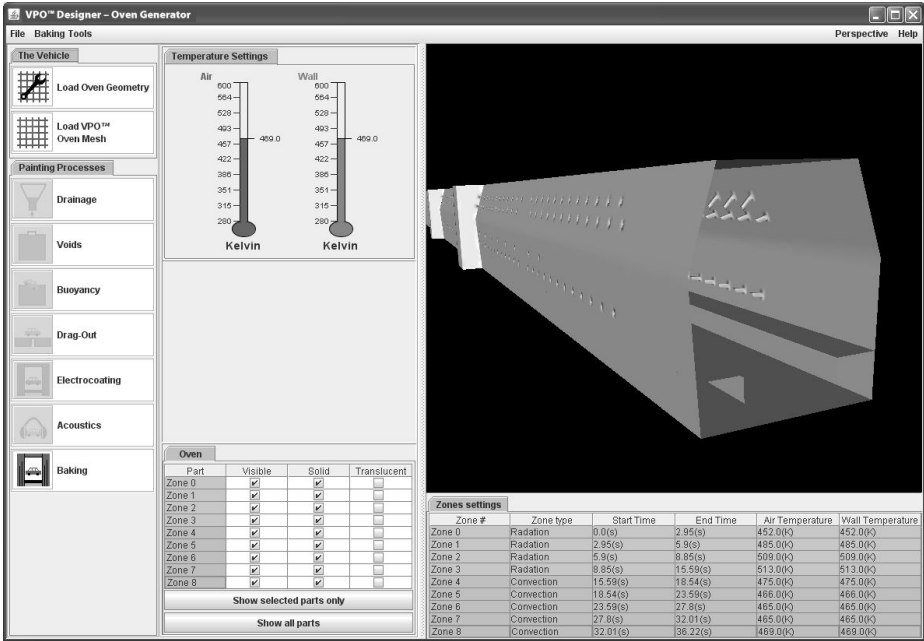 VPO™ Designer – Oven Generator
File Baking Tools Perspective Help
The Vehicle
Load Oven Geometry
Load VPO™
Oven Mesh
Painting Processes
Drainage
Voids
Buoyancy
Drag-Out
Electrocoating
Acoustics
Baking
Temperature Settings
Air Wall
600 600
564 564
528 528
493 493
469.0 469.0
457 457
422 422
386 386
351 351
315 315
280 280
Kelvin Kelvin
Oven
Part Visible Solid Translucent
Zone 0
Zone 1
Zone 2
Zone 3
Zone 4
Zone 5
Zone 6
Zone 7
Zone 8
Show selected parts only
Show all parts
Zones settings
Zone # Zone type Start Time End Time Air Temperature Wall Temperature
Zone 0 Radation 0.0(s) 2.95(s) 452.0(K) 452.0(K)
Zone 1 Radation 2.95(s) 5.9(s) 485.0(K) 485.0(K)
Zone 2 Radation 5.9(s) 8.85(s) 509.0(K) 509.0(K)
Zone 3 Radation 8.85(s) 15.59(s) 513.0(K) 513.0(K)
Zone 4 Convection 15.59(s) 18.54(s) 475.0(K) 475.0(K)
Zone 5 Convection 18.54(s) 23.59(s) 466.0(K) 466.0(K)
Zone 6 Convection 23.59(s) 27.8(s) 465.0(K) 465.0(K)
Zone 7 Convection 27.8(s) 32.01(s) 465.0(K) 465.0(K)
Zone 8 Convection 32.01(s) 36.22(s) 469.0(K) 469.0(K)